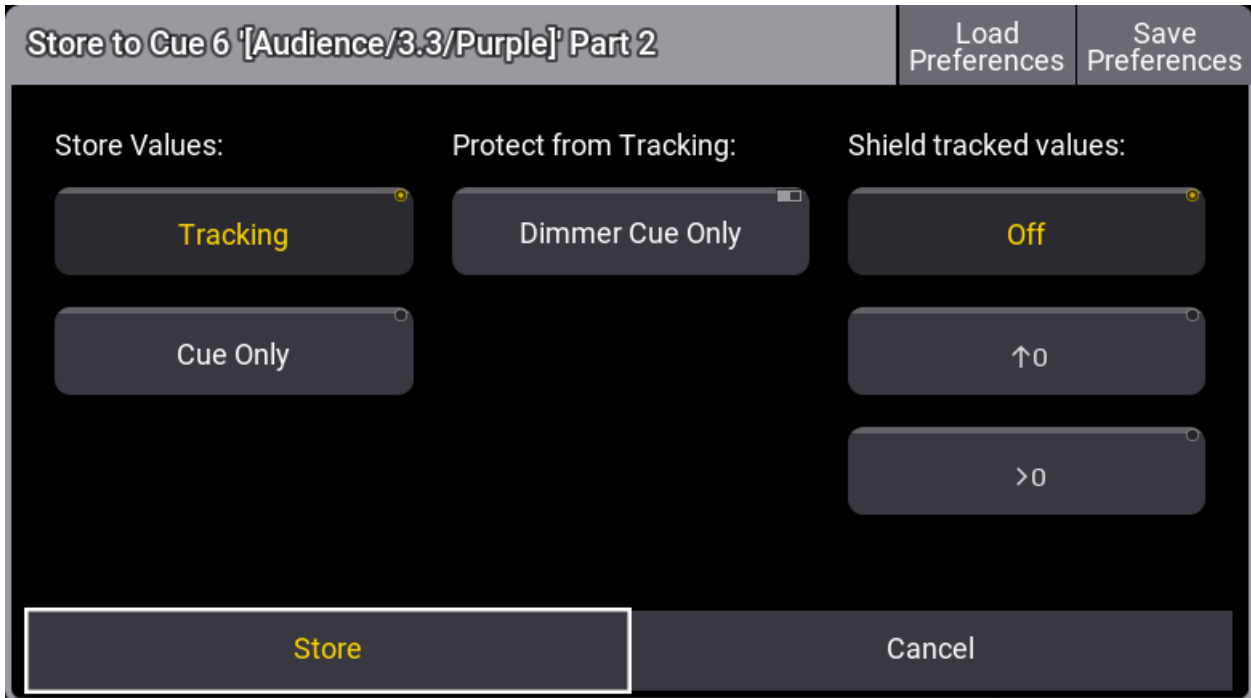 Store to Cue 6 '[Audience/3.3/Purple]' Part 2
Load
Preferences
Save
Preferences
Store Values:
Protect from Tracking:
Shield tracked values:
Tracking
Dimmer Cue Only
Off
Cue Only
↑0
>0
Store
Cancel